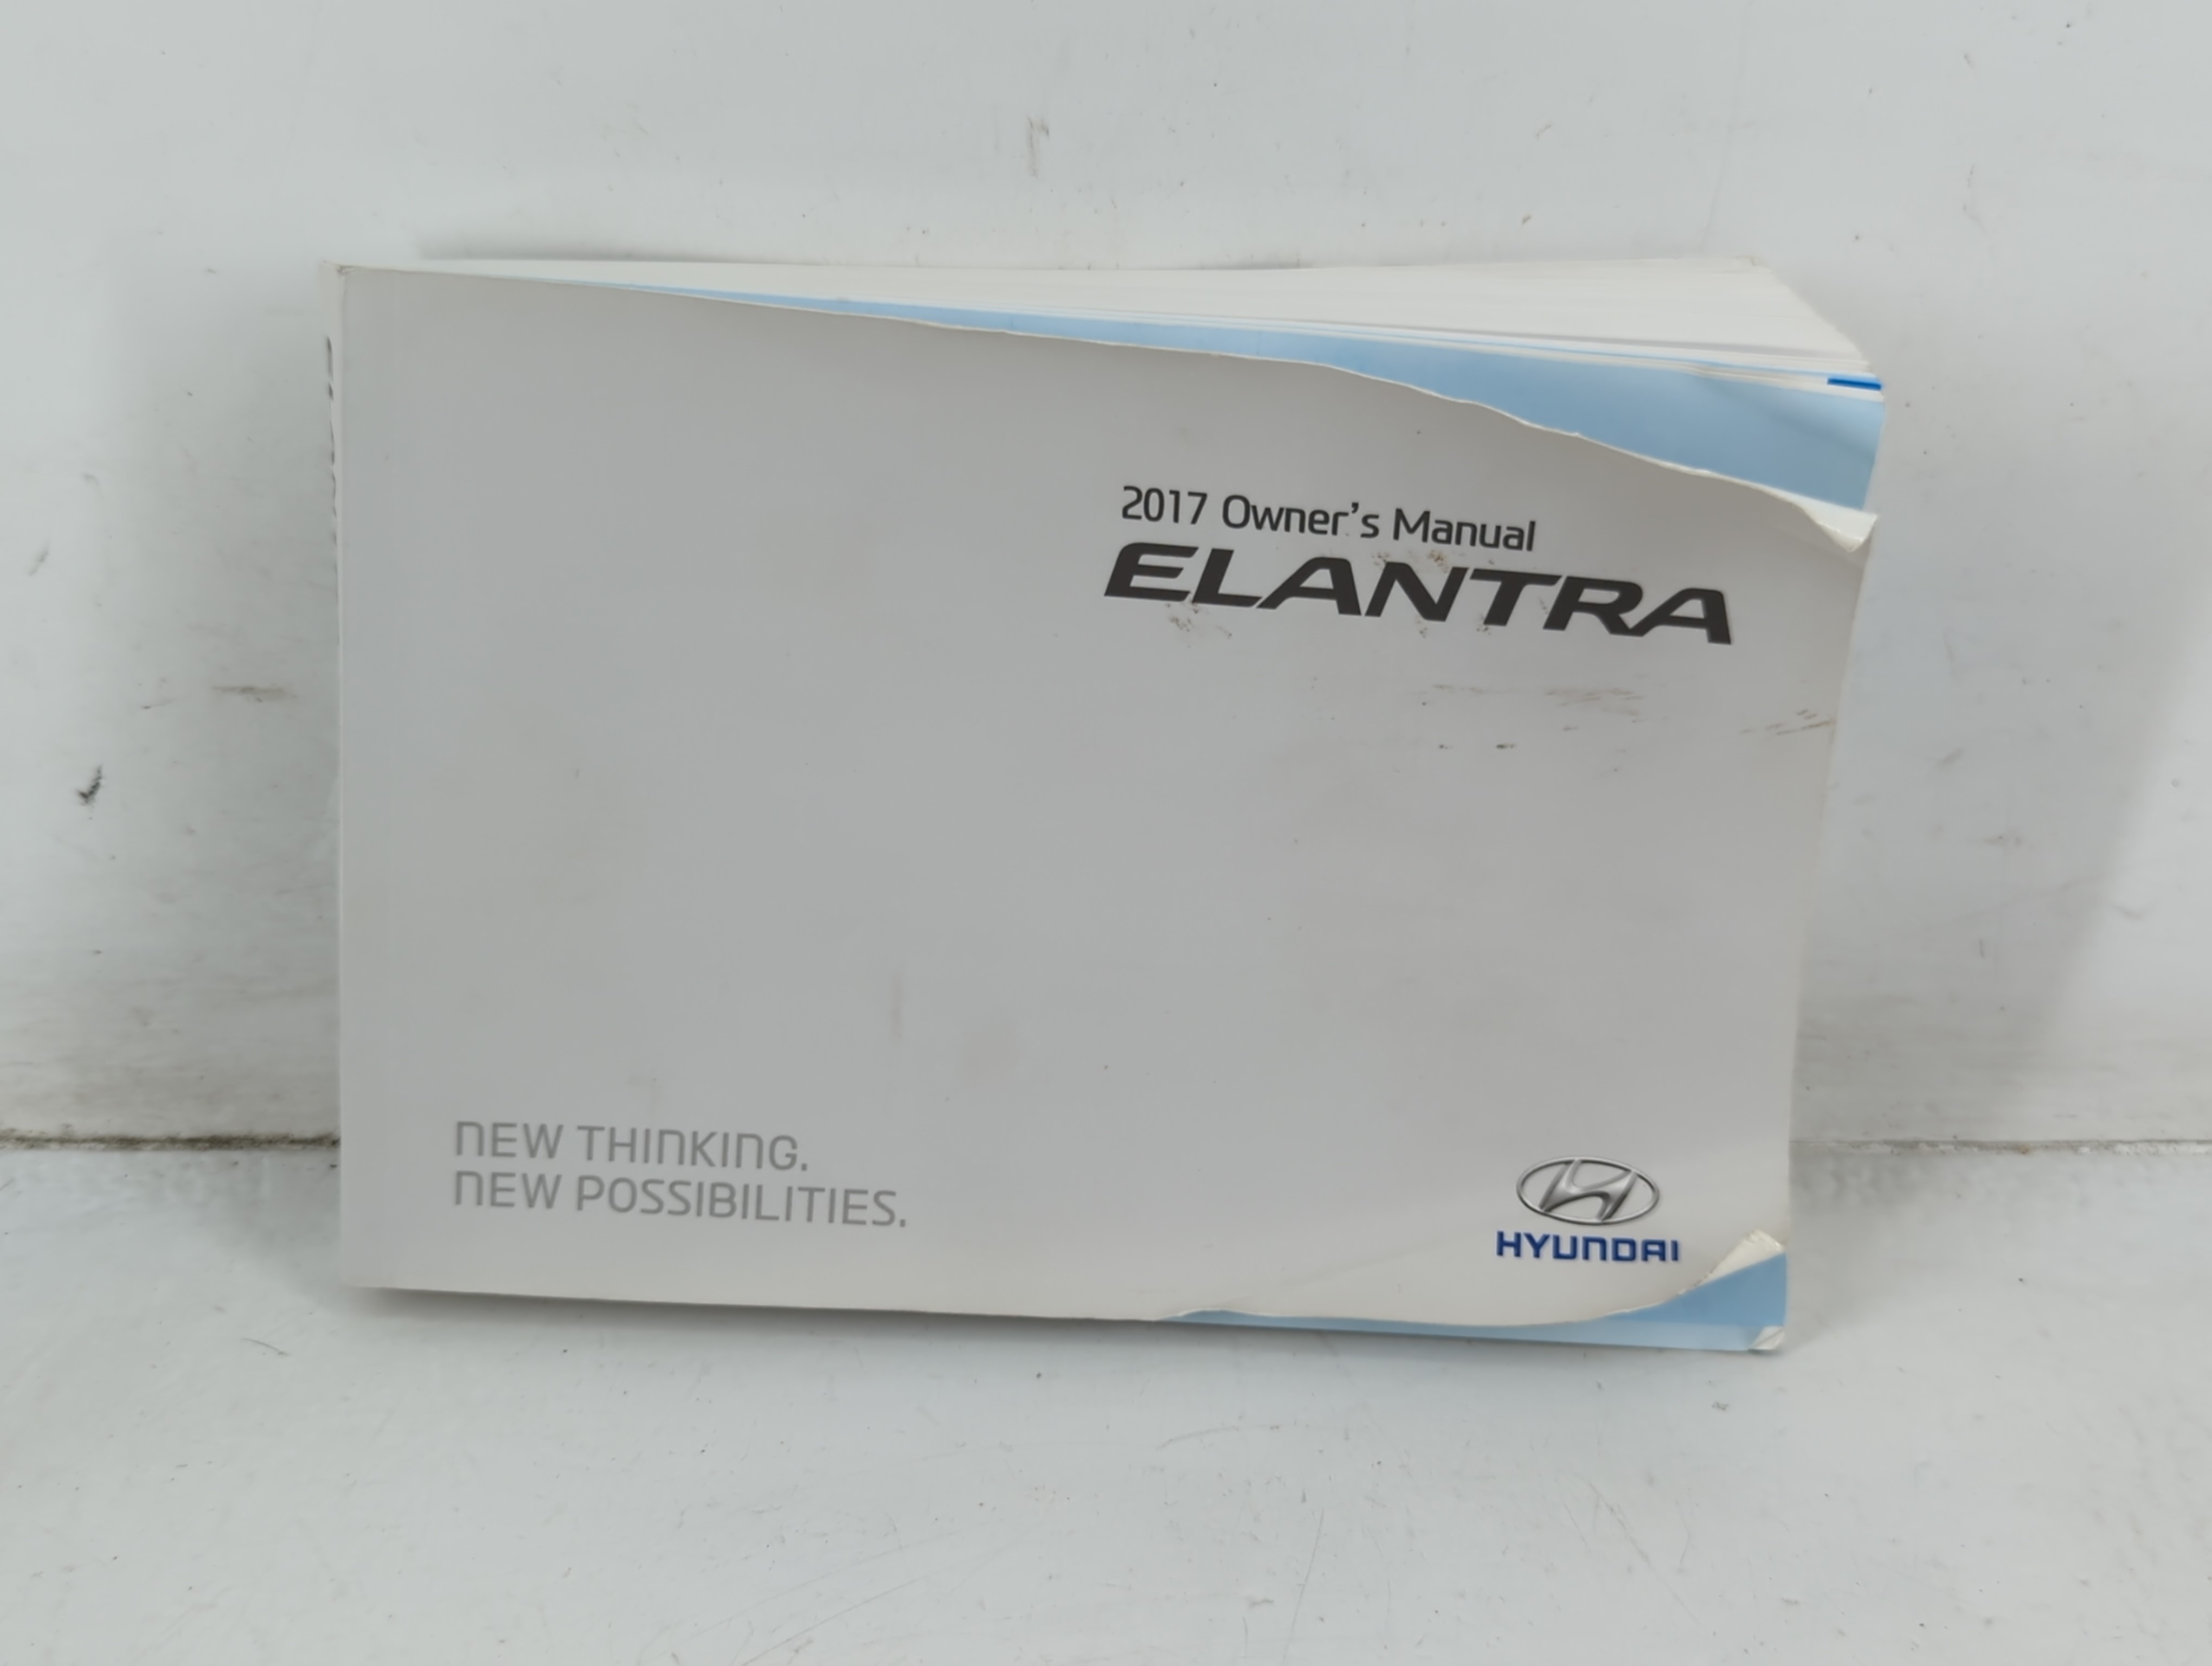 2017 Owner's Manual
ELANTRA
NEW THINKING.
NEW POSSIBILITIES.
HYUNDAI